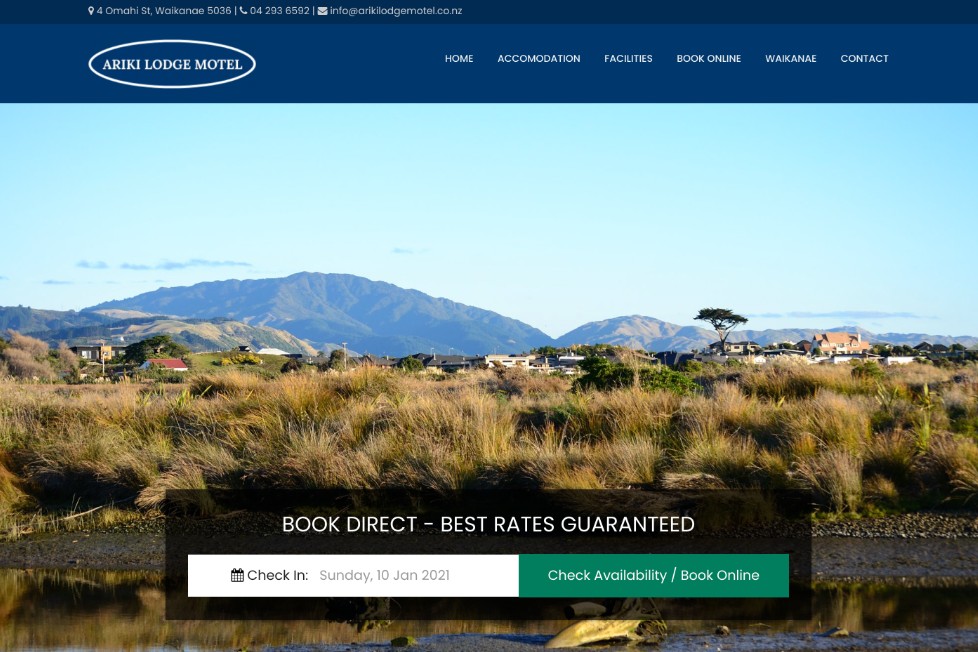 4 Omahi St, Waikanae 5036 | 04 293 6592 | info@arikilodgemotel.co.nz
ARIKI LODGE MOTEL
HOME ACCOMODATION FACILITIES BOOK ONLINE WAIKANAE CONTACT
BOOK DIRECT - BEST RATES GUARANTEED
Check In: Sunday, 10 Jan 2021 Check Availability / Book Online